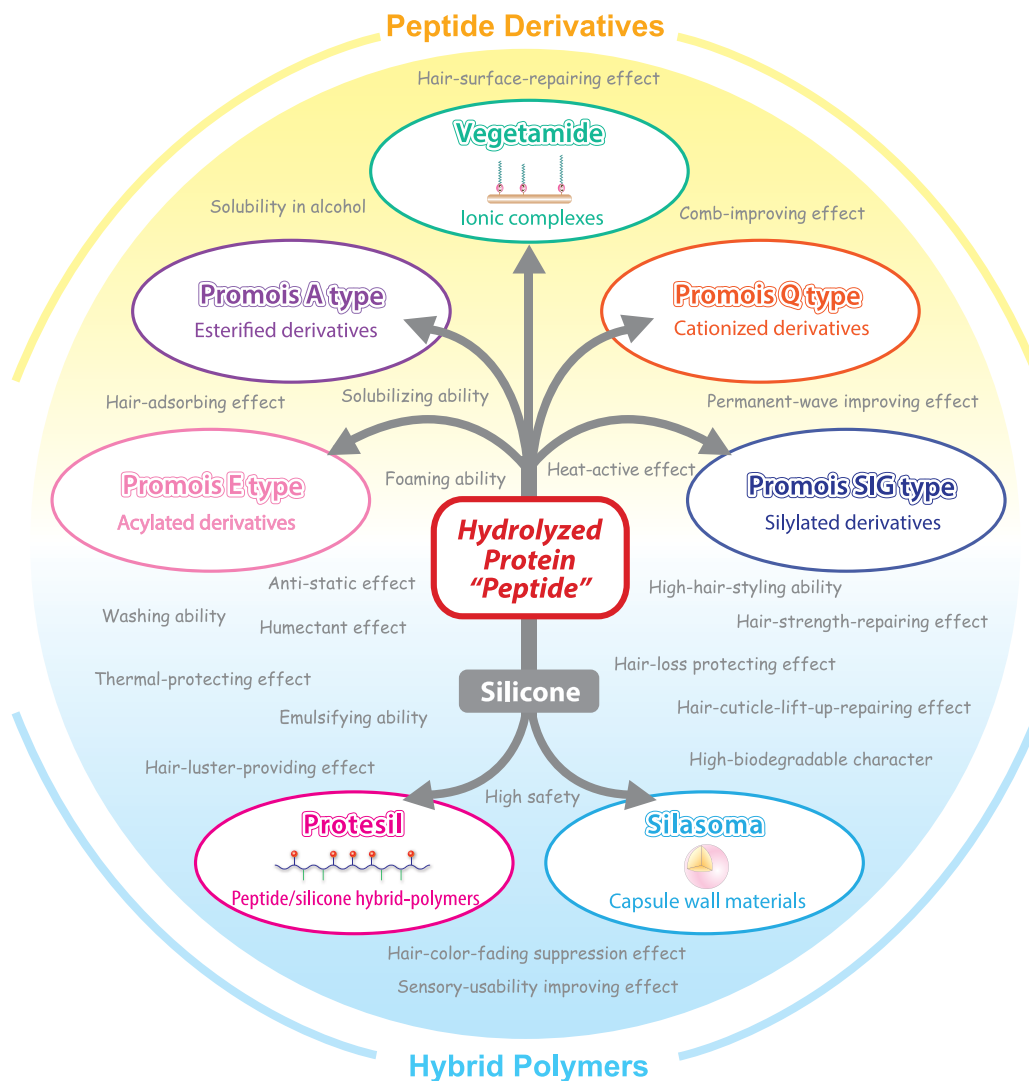 Peptide Derivatives
Hair-surface-repairing effect
Vegetamide
Ionic complexes
Solubility in alcohol
Comb-improving effect
Promois A type
Esterified derivatives
Promois Q type
Cationized derivatives
Hair-adsorbing effect
Solubilizing ability
Permanent-wave improving effect
Promois E type
Acylated derivatives
Foaming ability
Heat-active effect
Promois SIG type
Silylated derivatives
Hydrolyzed
Protein
“Peptide”
Anti-static effect
High-hair-styling ability
Washing ability
Humectant effect
Hair-strength-repairing effect
Hair-loss protecting effect
Thermal-protecting effect
Silicone
Emulsifying ability
Hair-cuticle-lift-up-repairing effect
Hair-luster-providing effect
High-biodegradable character
High safety
Protesil
Peptide/silicone hybrid-polymers
Silasoma
Capsule wall materials
Hair-color-fading suppression effect
Sensory-usability improving effect
Hybrid Polymers